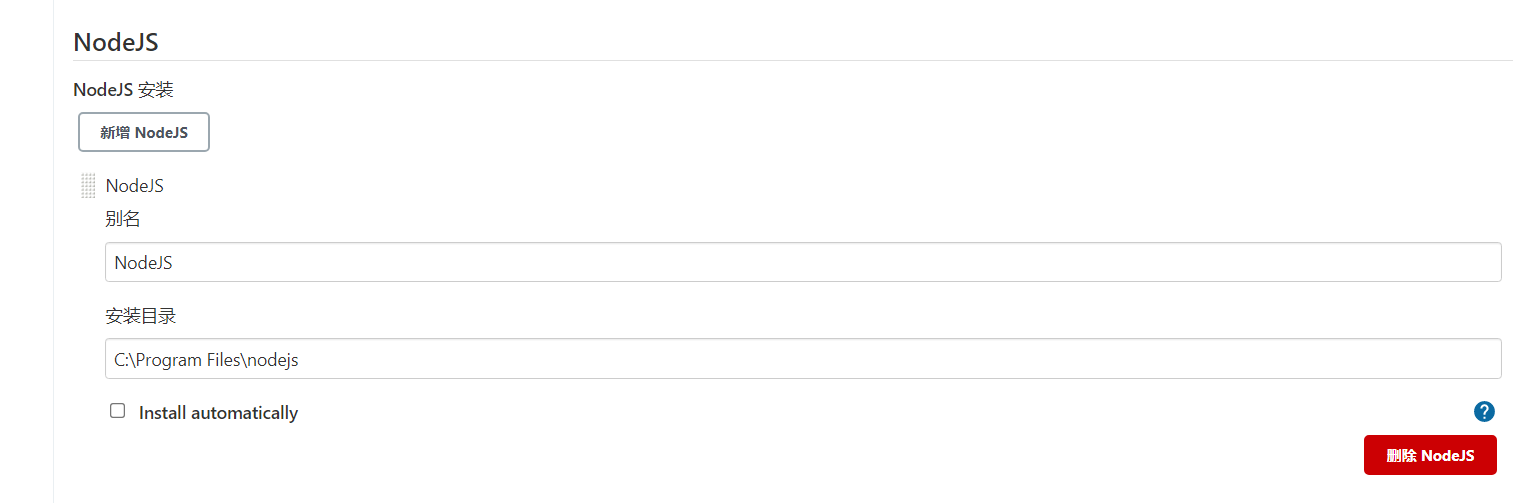 NodeJS
NodeJS 安装
新增 NodeJS
NodeJS
别名
NodeJS
安装目录
C:\Program Files\nodejs
Install automatically
?
删除 NodeJS